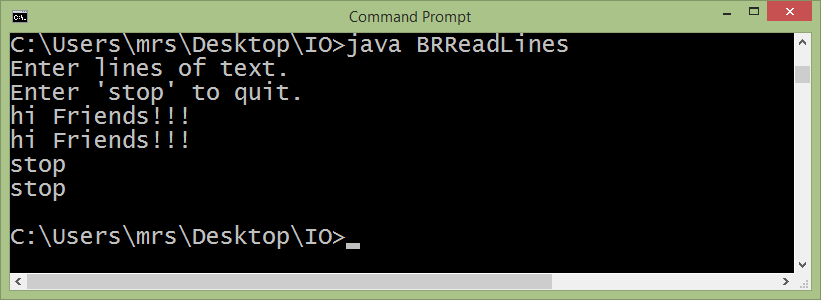 Command Prompt
C:\Users\mrs\Desktop\IO>java BRReadLines
Enter lines of text.
Enter 'stop' to quit.
hi Friends!!!
hi Friends!!!
stop
stop
C:\Users\mrs\Desktop\IO>